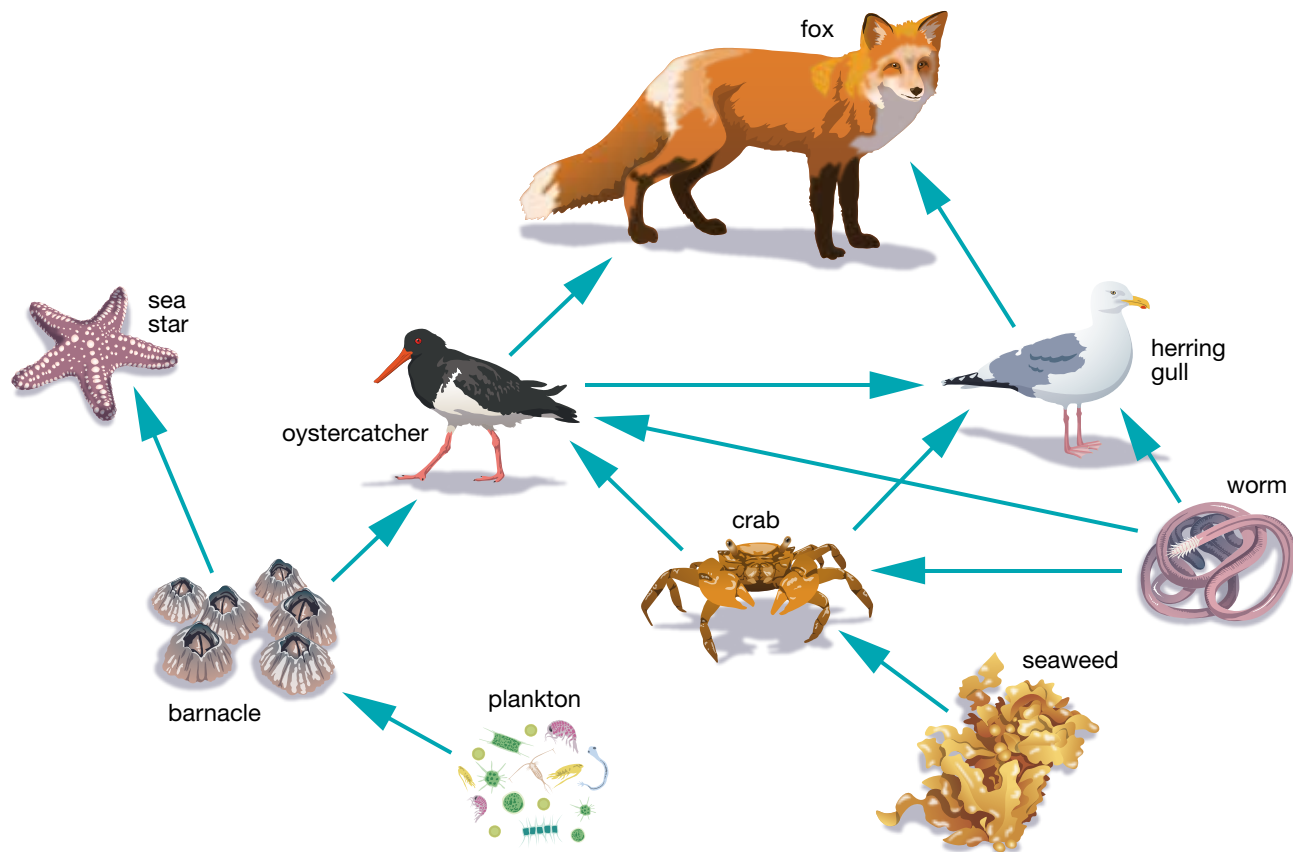 fox
sea
star
herring
gull
oystercatcher
worm
crab
seaweed
plankton
barnacle